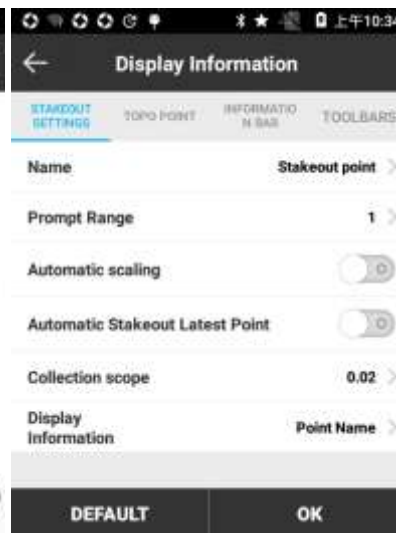 上午10:34
Display Information
STAKEOUT
SETTINGS
TOPO POINT
INFORMATIO
N BAR
TOOLBARS
Name
Stakeout point
Prompt Range
1
Automatic scaling
Automatic Stakeout Latest Point
Collection scope
0.02
Display
Information
Point Name
DEFAULT
OK